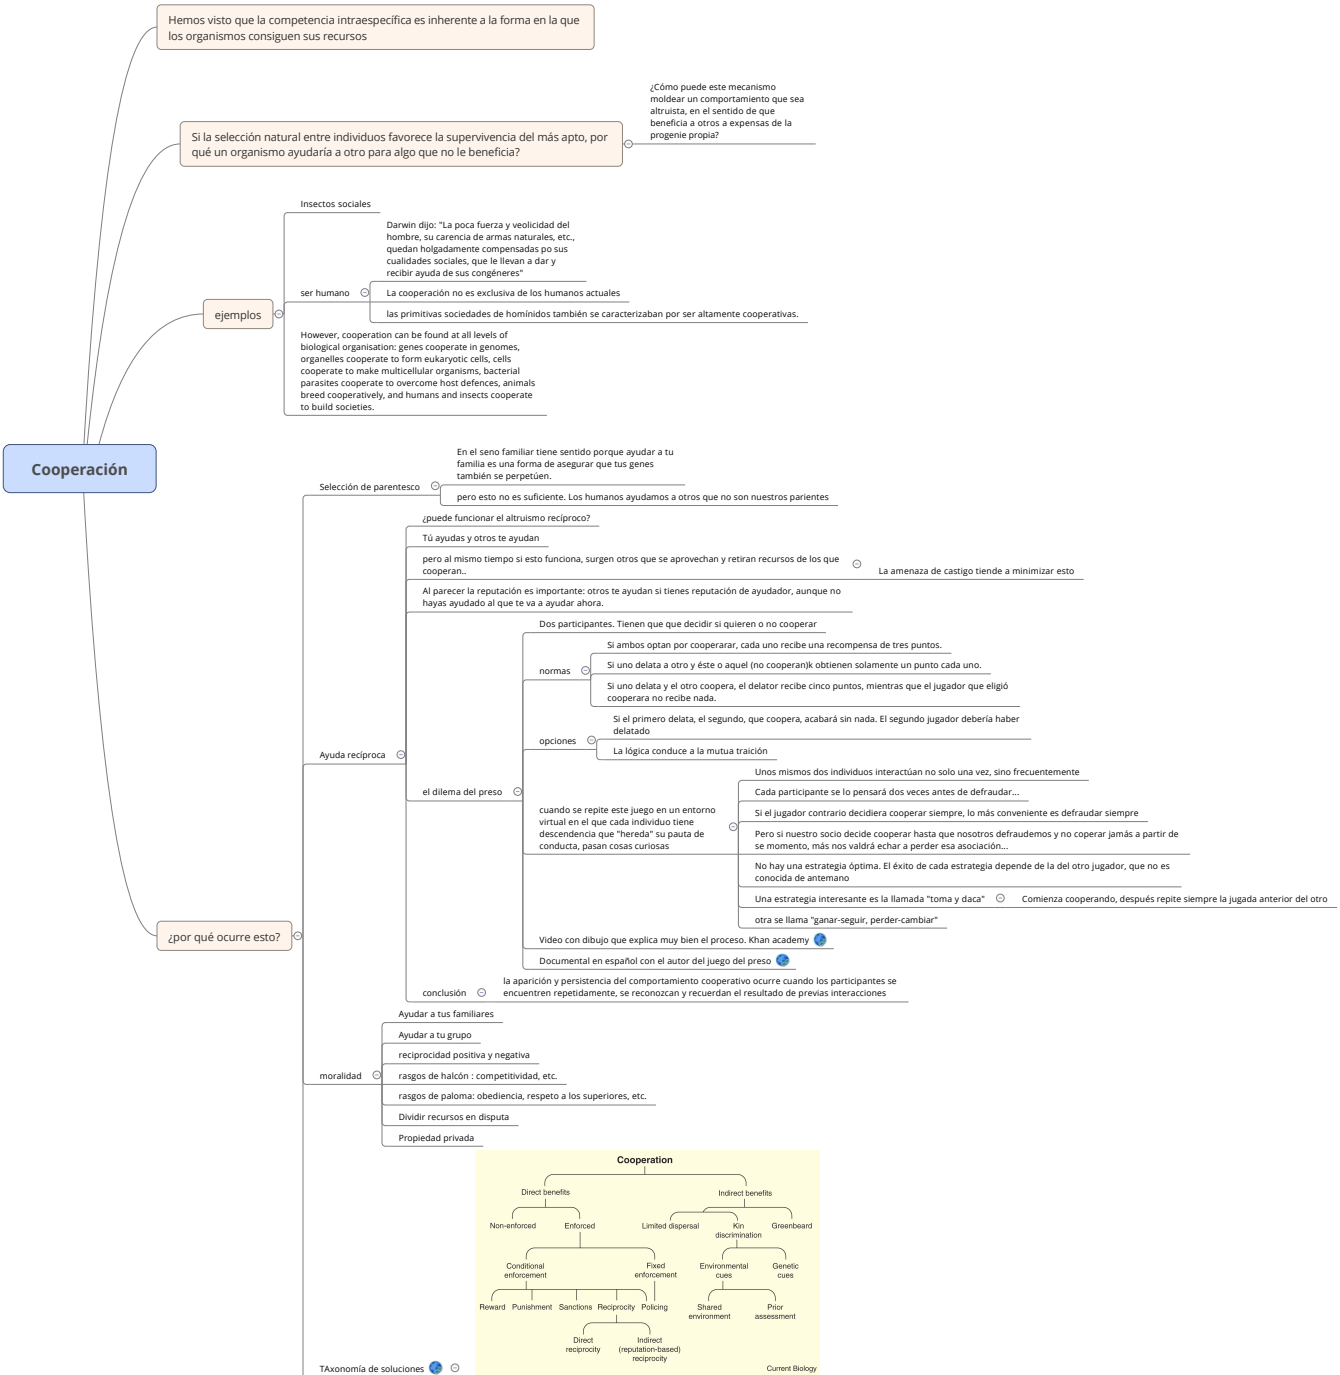 Hemos visto que la competencia intraespecífica es inherente a la forma en la que
los organismos consiguen sus recursos
¿Cómo puede este mecanismo
moldear un comportamiento que sea
altruista, en el sentido de que
beneficia a otros a expensas de la
progenie propia?
Si la selección natural entre individuos favorece la supervivencia del más apto, por
qué un organismo ayudaría a otro para algo que no le beneficia?
Insectos sociales
Darwin dijo: "La poca fuerza y veolicidad del
hombre, su carencia de armas naturales, etc.,
quedan holgadamente compensadas po sus
cualidades sociales, que le llevan a dar y
recibir ayuda de sus congéneres"
ser humano
La cooperación no es exclusiva de los humanos actuales
las primitivas sociedades de homínidos también se caracterizaban por ser altamente cooperativas.
ejemplos
However, cooperation can be found at all levels of
biological organisation: genes cooperate in genomes,
organelles cooperate to form eukaryotic cells, cells
cooperate to make multicellular organisms, bacterial
parasites cooperate to overcome host defences, animals
breed cooperatively, and humans and insects cooperate
to build societies.
Cooperación
En el seno familiar tiene sentido porque ayudar a tu
familia es una forma de asegurar que tus genes
también se perpetúen.
Selección de parentesco
pero esto no es suficiente. Los humanos ayudamos a otros que no son nuestros parientes
¿puede funcionar el altruismo recíproco?
Tú ayudas y otros te ayudan
pero al mismo tiempo si esto funciona, surgen otros que se aprovechan y retiran recursos de los que
cooperan..
La amenaza de castigo tiende a minimizar esto
Al parecer la reputación es importante: otros te ayudan si tienes reputación de ayudador, aunque no
hayas ayudado al que te va a ayudar ahora.
Dos participantes. Tienen que que decidir si quieren o no cooperar
Si ambos optan por cooperarar, cada uno recibe una recompensa de tres puntos.
normas
Si uno delata a otro y éste o aquel (no cooperan)k obtienen solamente un punto cada uno.
Si uno delata y el otro coopera, el delator recibe cinco puntos, mientras que el jugador que eligió
cooperara no recibe nada.
Si el primero delata, el segundo, que coopera, acabará sin nada. El segundo jugador debería haber
delatado
opciones
La lógica conduce a la mutua traición
Ayuda recíproca
el dilema del preso
Unos mismos dos individuos interactúan no solo una vez, sino frecuentemente
Cada participante se lo pensará dos veces antes de defraudar...
cuando se repite este juego en un entorno
virtual en el que cada individuo tiene
descendencia que "hereda" su pauta de
conducta, pasan cosas curiosas
Si el jugador contrario decidiera cooperar siempre, lo más conveniente es defraudar siempre
Pero si nuestro socio decide cooperar hasta que nosotros defraudemos y no coperar jamás a partir de
se momento, más nos valdrá echar a perder esa asociación...
No hay una estrategia óptima. El éxito de cada estrategia depende de la del otro jugador, que no es
conocida de antemano
Una estrategia interesante es la llamada "toma y daca"
Comienza cooperando, después repite siempre la jugada anterior del otro
otra se llama "ganar-seguir, perder-cambiar"
Video con dibujo que explica muy bien el proceso. Khan academy
Documental en español con el autor del juego del preso
¿por qué ocurre esto?
conclusión
la aparición y persistencia del comportamiento cooperativo ocurre cuando los participantes se
encuentren repetidamente, se reconozcan y recuerdan el resultado de previas interacciones
Ayudar a tus familiares
Ayudar a tu grupo
reciprocidad positiva y negativa
moralidad
rasgos de halcón : competitividad, etc.
rasgos de paloma: obediencia, respeto a los superiores, etc.
Dividir recursos en disputa
Propiedad privada
Cooperation
Direct benefits
Indirect benefits
Non-enforced
Enforced
Limited dispersal
Kin
discrimination
Greenbeard
Conditional
enforcement
Fixed
enforcement
Environmental
cues
Genetic
cues
Reward
Punishment
Sanctions
Reciprocity
Policing
Shared
environment
Prior
assessment
Direct
reciprocity
Indirect
(reputation-based)
reciprocity
Current Biology
TAxonomía de soluciones